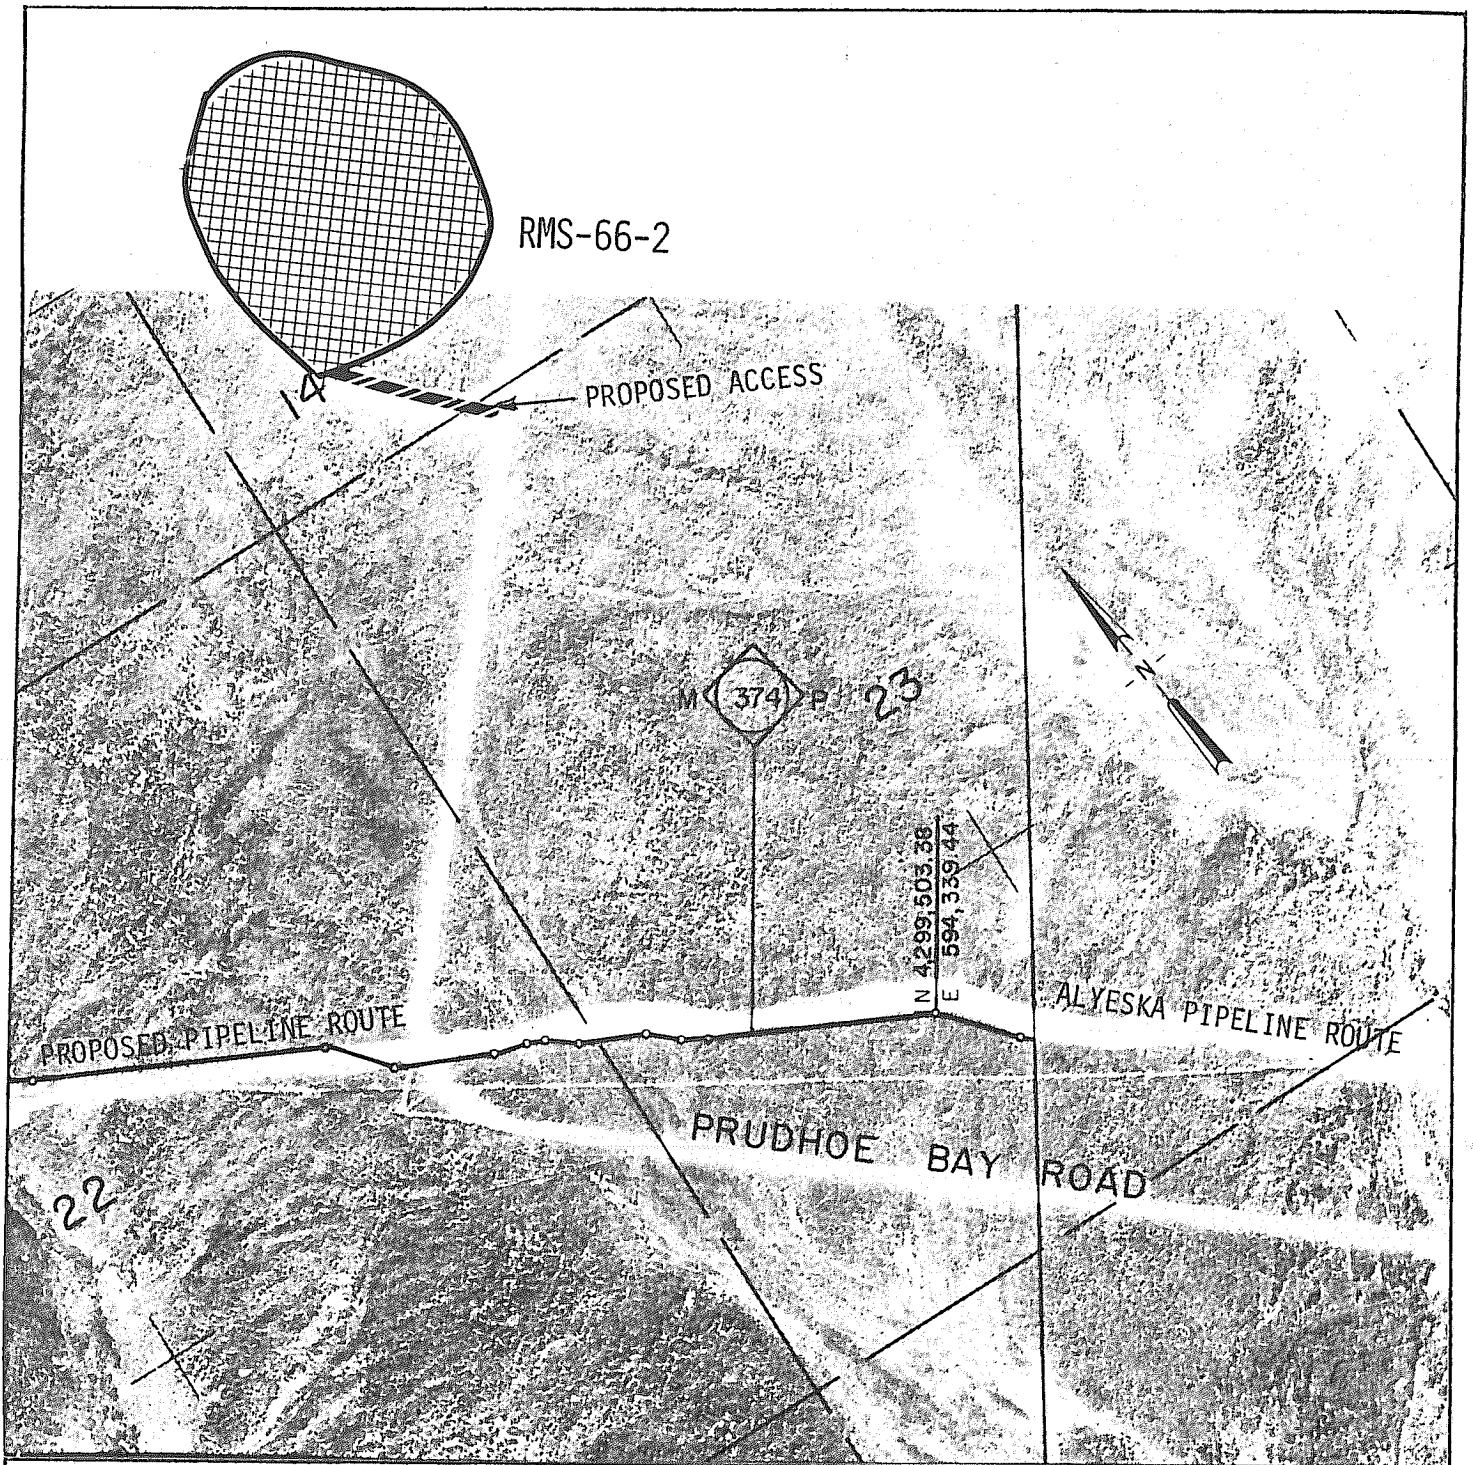 RMS-66-2
14
PROPOSED ACCESS
M 374 P
23
N
N 4,299,503.38
E 594,339.44
PROPOSED PIPELINE ROUTE
ALYESKA PIPELINE ROUTE
PRUDHOE BAY ROAD
22